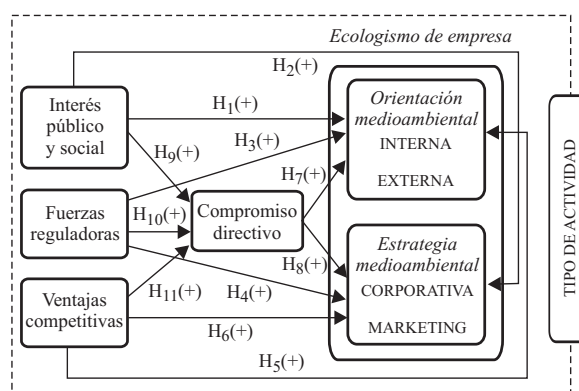 Ecologismo de empresa
H2(+)
Interés
público
y social
H1(+)
H9(+)
H3(+)
Orientación
medioambiental
INTERNA
EXTERNA
H7(+)
Fuerzas
reguladoras
H10(+)
Compromiso
directivo
H8(+)
Estrategia
medioambiental
CORPORATIVA
MARKETING
Ventajas
competitivas
H11(+)
H4(+)
H6(+)
H5(+)
TIPO DE ACTIVIDAD